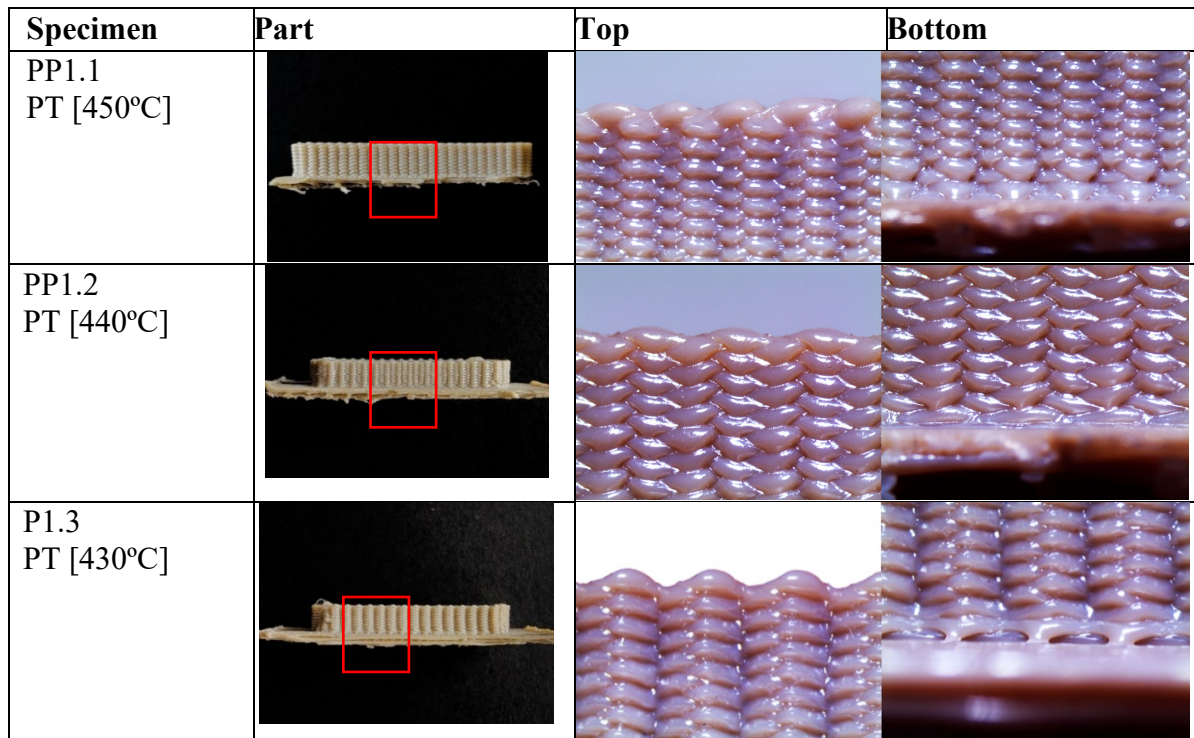 Specimen Part Top Bottom
PP1.1
PT [450ºC]
PP1.2
PT [440ºC]
P1.3
PT [430ºC]